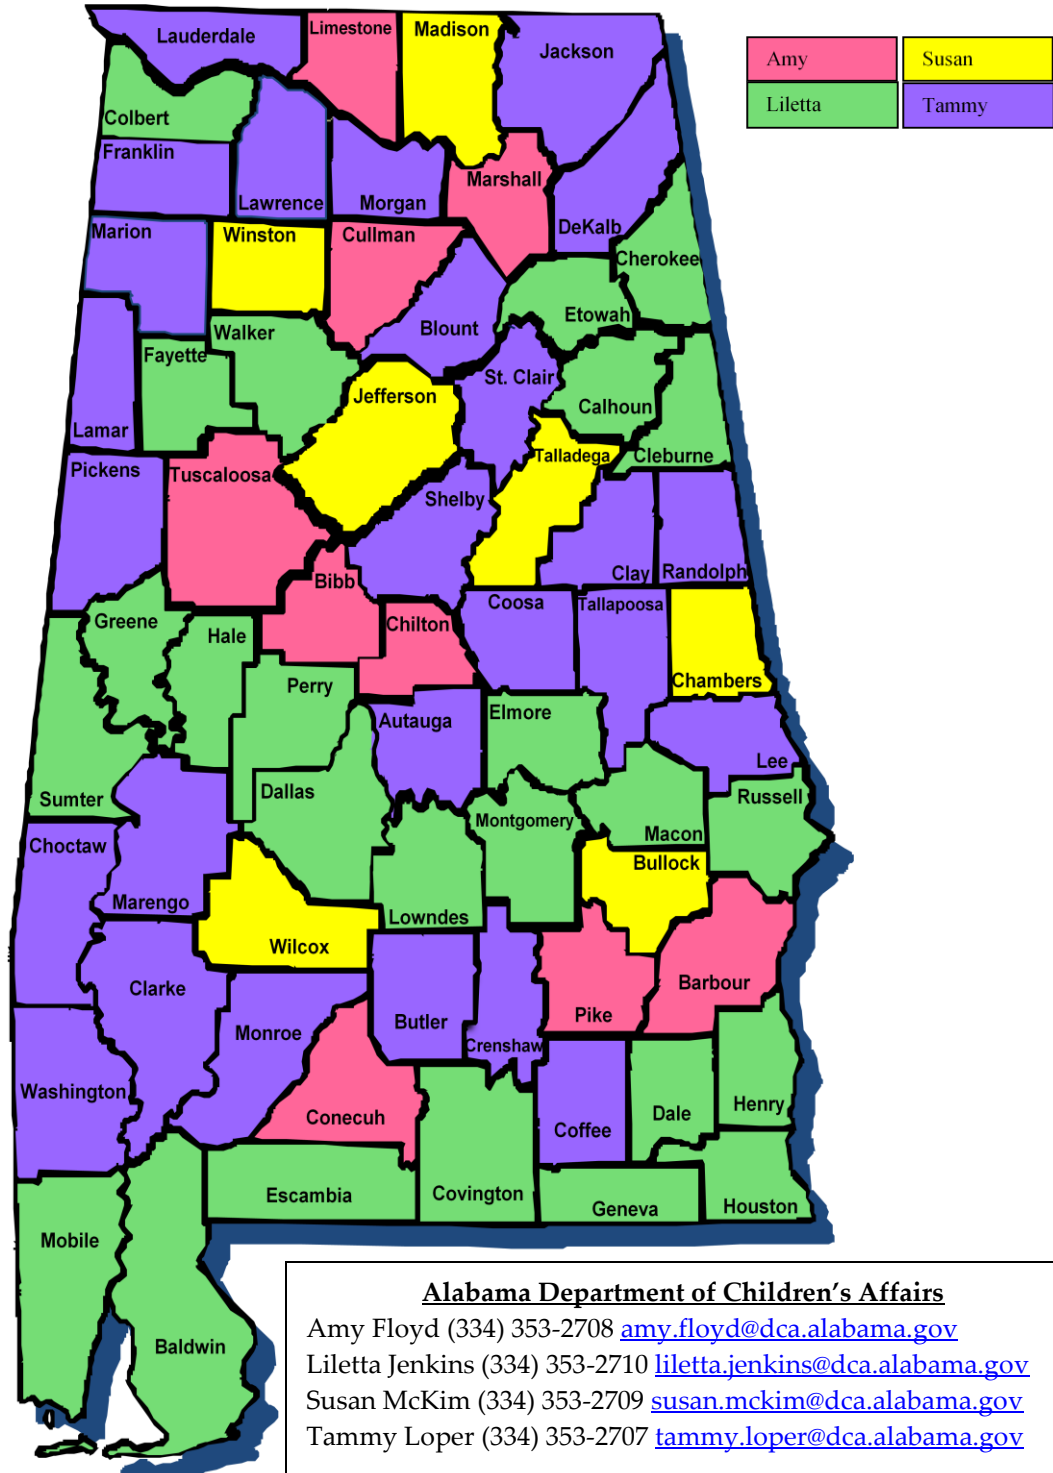 Lauderdale
Limestone
Madison
Jackson
Amy
Susan
Liletta
Tammy
Colbert
Franklin
Lawrence
Morgan
Marshall
DeKalb
Marion
Winston
Cullman
Cherokee
Etowah
Blount
Walker
Fayette
St. Clair
Jefferson
Calhoun
Lamar
Talladega
Cleburne
Pickens
Tuscaloosa
Shelby
Clay
Randolph
Bibb
Coosa
Tallapoosa
Greene
Hale
Chilton
Chambers
Perry
Autauga
Elmore
Lee
Sumter
Dallas
Russell
Montgomery
Macon
Choctaw
Bullock
Marengo
Lowndes
Wilcox
Clarke
Barbour
Pike
Butler
Monroe
Crenshaw
Washington
Conecuh
Coffee
Dale
Henry
Escambia
Covington
Geneva
Houston
Mobile
Baldwin
Alabama Department of Children’s Affairs
Amy Floyd (334) 353-2708 amy.floyd@dca.alabama.gov
Liletta Jenkins (334) 353-2710 liletta.jenkins@dca.alabama.gov
Susan McKim (334) 353-2709 susan.mckim@dca.alabama.gov
Tammy Loper (334) 353-2707 tammy.loper@dca.alabama.gov